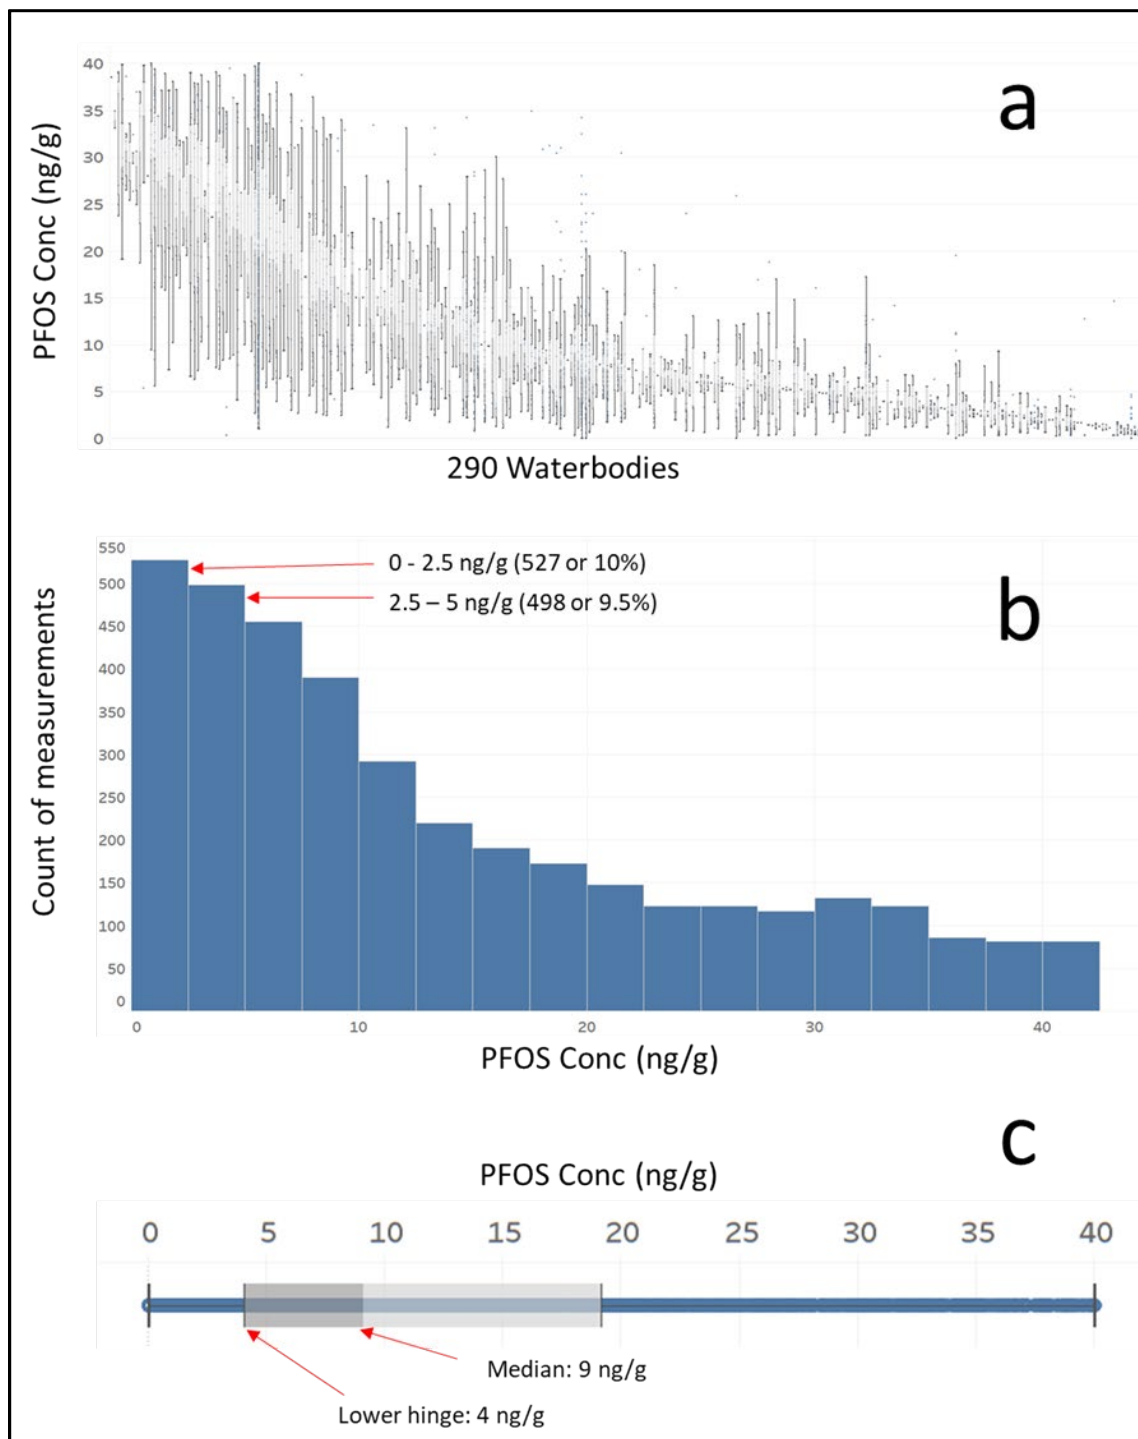 a
PFOS Conc (ng/g)
40
35
30
25
20
15
10
5
0
290 Waterbodies
b
Count of measurements
550
500
450
400
350
300
250
200
150
100
50
0
0 - 2.5 ng/g (527 or 10%)
2.5 – 5 ng/g (498 or 9.5%)
0 10 20 30 40
PFOS Conc (ng/g)
c
PFOS Conc (ng/g)
0 5 10 15 20 25 30 35 40
Median: 9 ng/g
Lower hinge: 4 ng/g